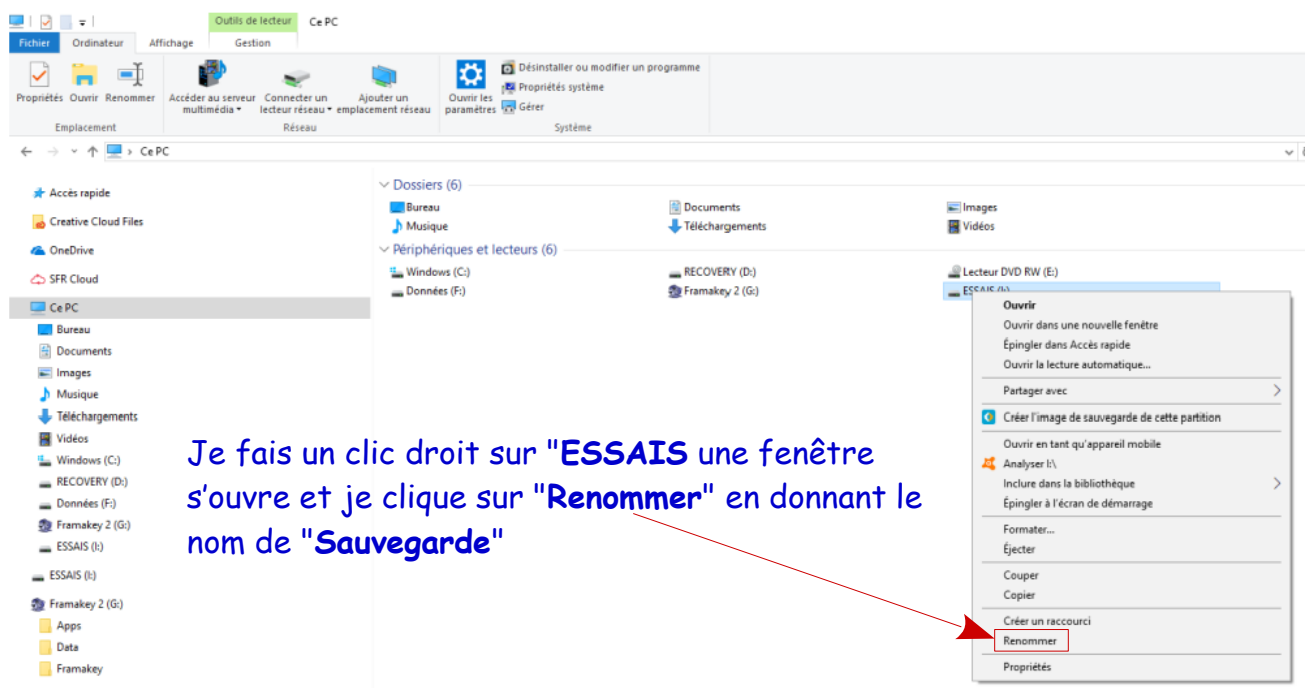 Outils de lecteur Ce PC
Fichier Ordinateur Affichage Gestion
Propriétés Ouvrir Renommer
Accéder au serveur multimédia
Connecter un lecteur réseau
Ajouter un emplacement réseau
Ouvrir les paramètres
Désinstaller ou modifier un programme
Propriétés système
Gérer
Emplacement Réseau Système
Ce PC
Accès rapide
Creative Cloud Files
OneDrive
SFR Cloud
Ce PC
Bureau
Documents
Images
Musique
Téléchargements
Vidéos
Windows (C:)
RECOVERY (D:)
Données (F:)
Framakey 2 (G:)
ESSAIS (I:)
ESSAIS (I:)
Framakey 2 (G:)
Apps
Data
Framakey
Dossiers (6)
Bureau Documents Images
Musique Téléchargements Vidéos
Périphériques et lecteurs (6)
Windows (C:) RECOVERY (D:) Lecteur DVD RW (E:)
Données (F:) Framakey 2 (G:) ESSAIS (I:)
Ouvrir
Ouvrir dans une nouvelle fenêtre
Épingler dans Accès rapide
Ouvrir la lecture automatique...
Partager avec
Créer l'image de sauvegarde de cette partition
Ouvrir en tant qu'appareil mobile
Analyser I:\
Inclure dans la bibliothèque
Épingler à l'écran de démarrage
Formater...
Éjecter
Couper
Copier
Créer un raccourci
Renommer
Propriétés
Je fais un clic droit sur "ESSAIS une fenêtre
s'ouvre et je clique sur "Renommer" en donnant le
nom de "Sauvegarde"